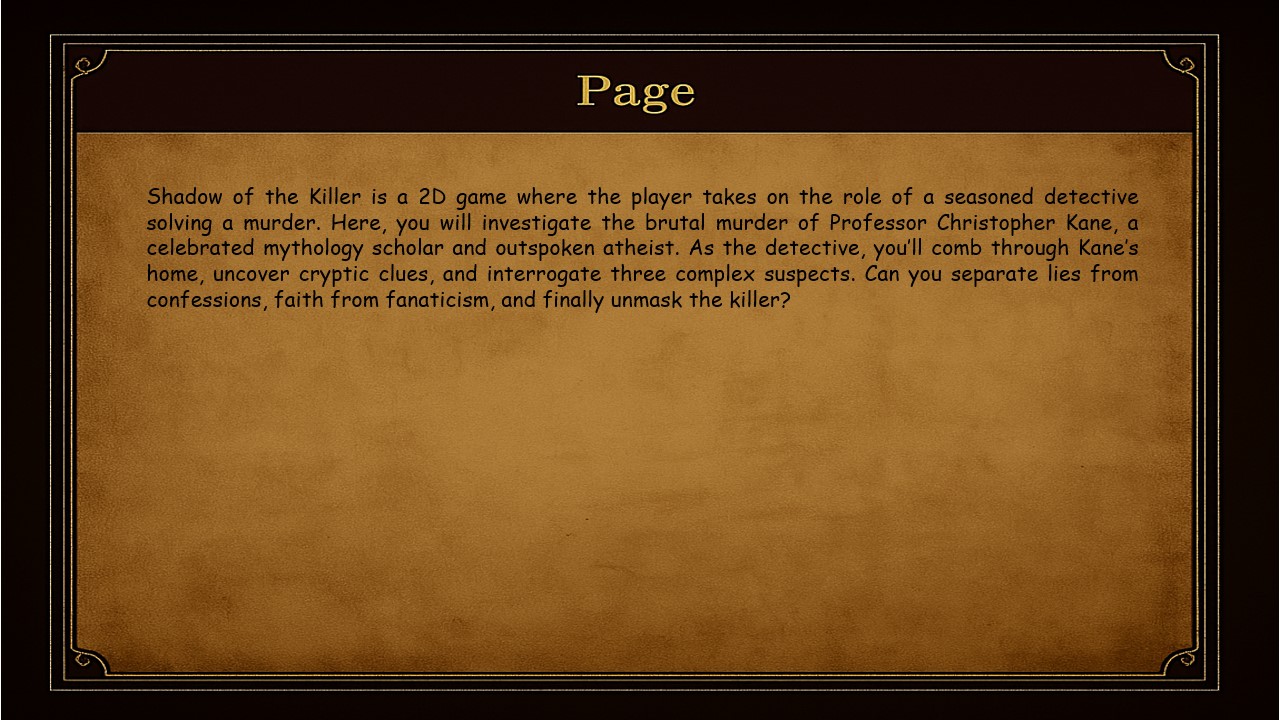 Page
Shadow of the Killer is a 2D game where the player takes on the role of a seasoned detective
solving a murder. Here, you will investigate the brutal murder of Professor Christopher Kane, a
celebrated mythology scholar and outspoken atheist. As the detective, you'll comb through Kane's
home, uncover cryptic clues, and interrogate three complex suspects. Can you separate lies from
confessions, faith from fanaticism, and finally unmask the killer?